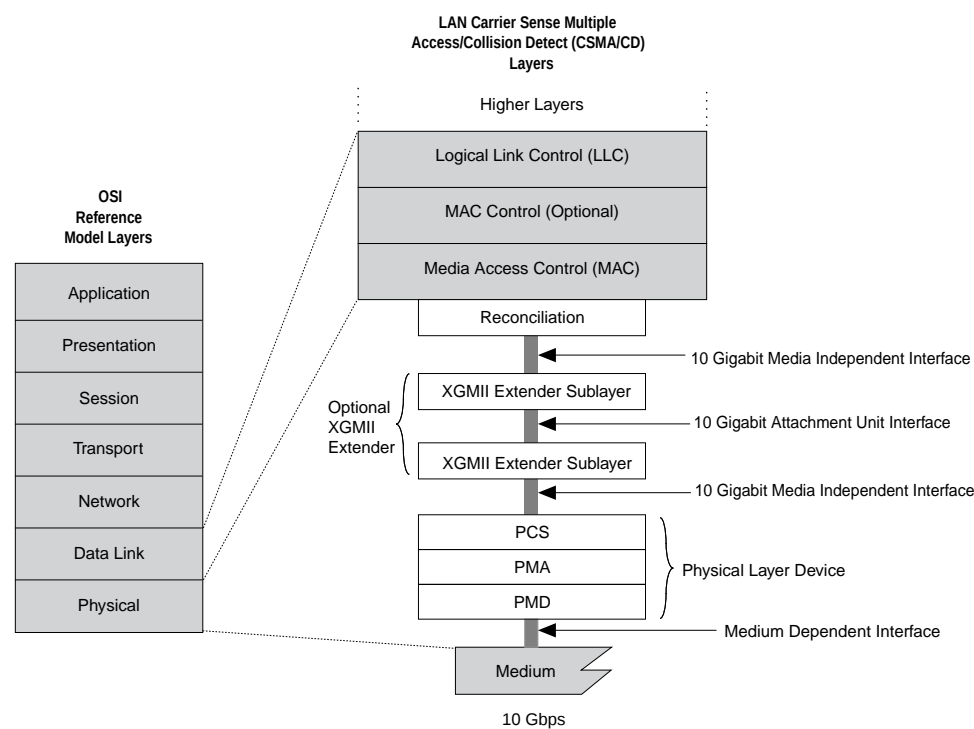 LAN Carrier Sense Multiple
Access/Collision Detect (CSMA/CD)
Layers
Higher Layers
Logical Link Control (LLC)
MAC Control (Optional)
Media Access Control (MAC)
Reconciliation
OSI
Reference
Model Layers
Application
Presentation
Session
Transport
Network
Data Link
Physical
10 Gigabit Media Independent Interface
Optional
XGMII
Extender
XGMII Extender Sublayer
10 Gigabit Attachment Unit Interface
XGMII Extender Sublayer
10 Gigabit Media Independent Interface
PCS
PMA
PMD
Physical Layer Device
Medium Dependent Interface
Medium
10 Gbps